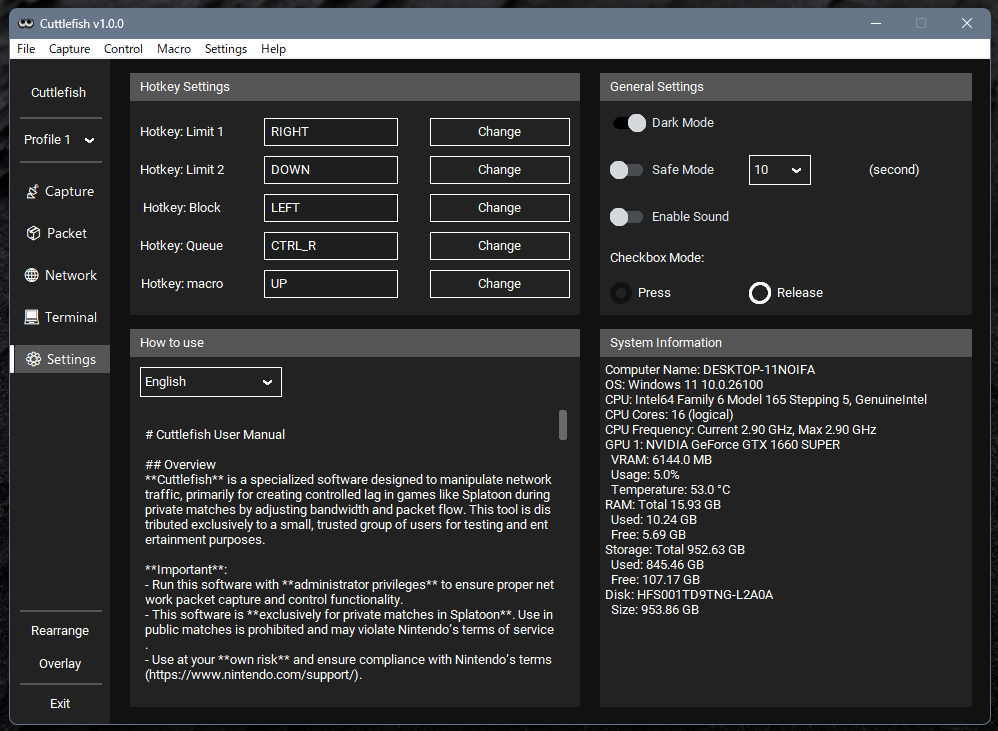 Cuttlefish v1.0.0
File Capture Control Macro Settings Help
Cuttlefish
Profile 1
Capture
Packet
Network
Terminal
Settings
Rearrange
Overlay
Exit
Hotkey Settings
Hotkey: Limit 1 RIGHT Change
Hotkey: Limit 2 DOWN Change
Hotkey: Block LEFT Change
Hotkey: Queue CTRL_R Change
Hotkey: macro UP Change
General Settings
Dark Mode
Safe Mode 10 (second)
Enable Sound
Checkbox Mode:
Press Release
How to use
English
# Cuttlefish User Manual
## Overview
**Cuttlefish** is a specialized software designed to manipulate network
traffic, primarily for creating controlled lag in games like Splatoon during
private matches by adjusting bandwidth and packet flow. This tool is dis
tributed exclusively to a small, trusted group of users for testing and ent
ertainment purposes.
**Important**:
- Run this software with **administrator privileges** to ensure proper net
work packet capture and control functionality.
- This software is **exclusively for private matches in Splatoon**. Use in
public matches is prohibited and may violate Nintendo's terms of service
.
- Use at your **own risk** and ensure compliance with Nintendo's terms
(https://www.nintendo.com/support/).
System Information
Computer Name: DESKTOP-11NOIFA
OS: Windows 11 10.0.26100
CPU: Intel64 Family 6 Model 165 Stepping 5, GenuineIntel
CPU Cores: 16 (logical)
CPU Frequency: Current 2.90 GHz, Max 2.90 GHz
GPU 1: NVIDIA GeForce GTX 1660 SUPER
VRAM: 6144.0 MB
Usage: 5.0%
Temperature: 53.0 °C
RAM: Total 15.93 GB
Used: 10.24 GB
Free: 5.69 GB
Storage: Total 952.63 GB
Used: 845.46 GB
Free: 107.17 GB
Disk: HFS001TD9TNG-L2A0A
Size: 953.86 GB